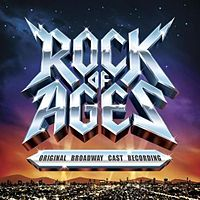 ROCK
OF
AGES
ORIGINAL BROADWAY CAST RECORDING